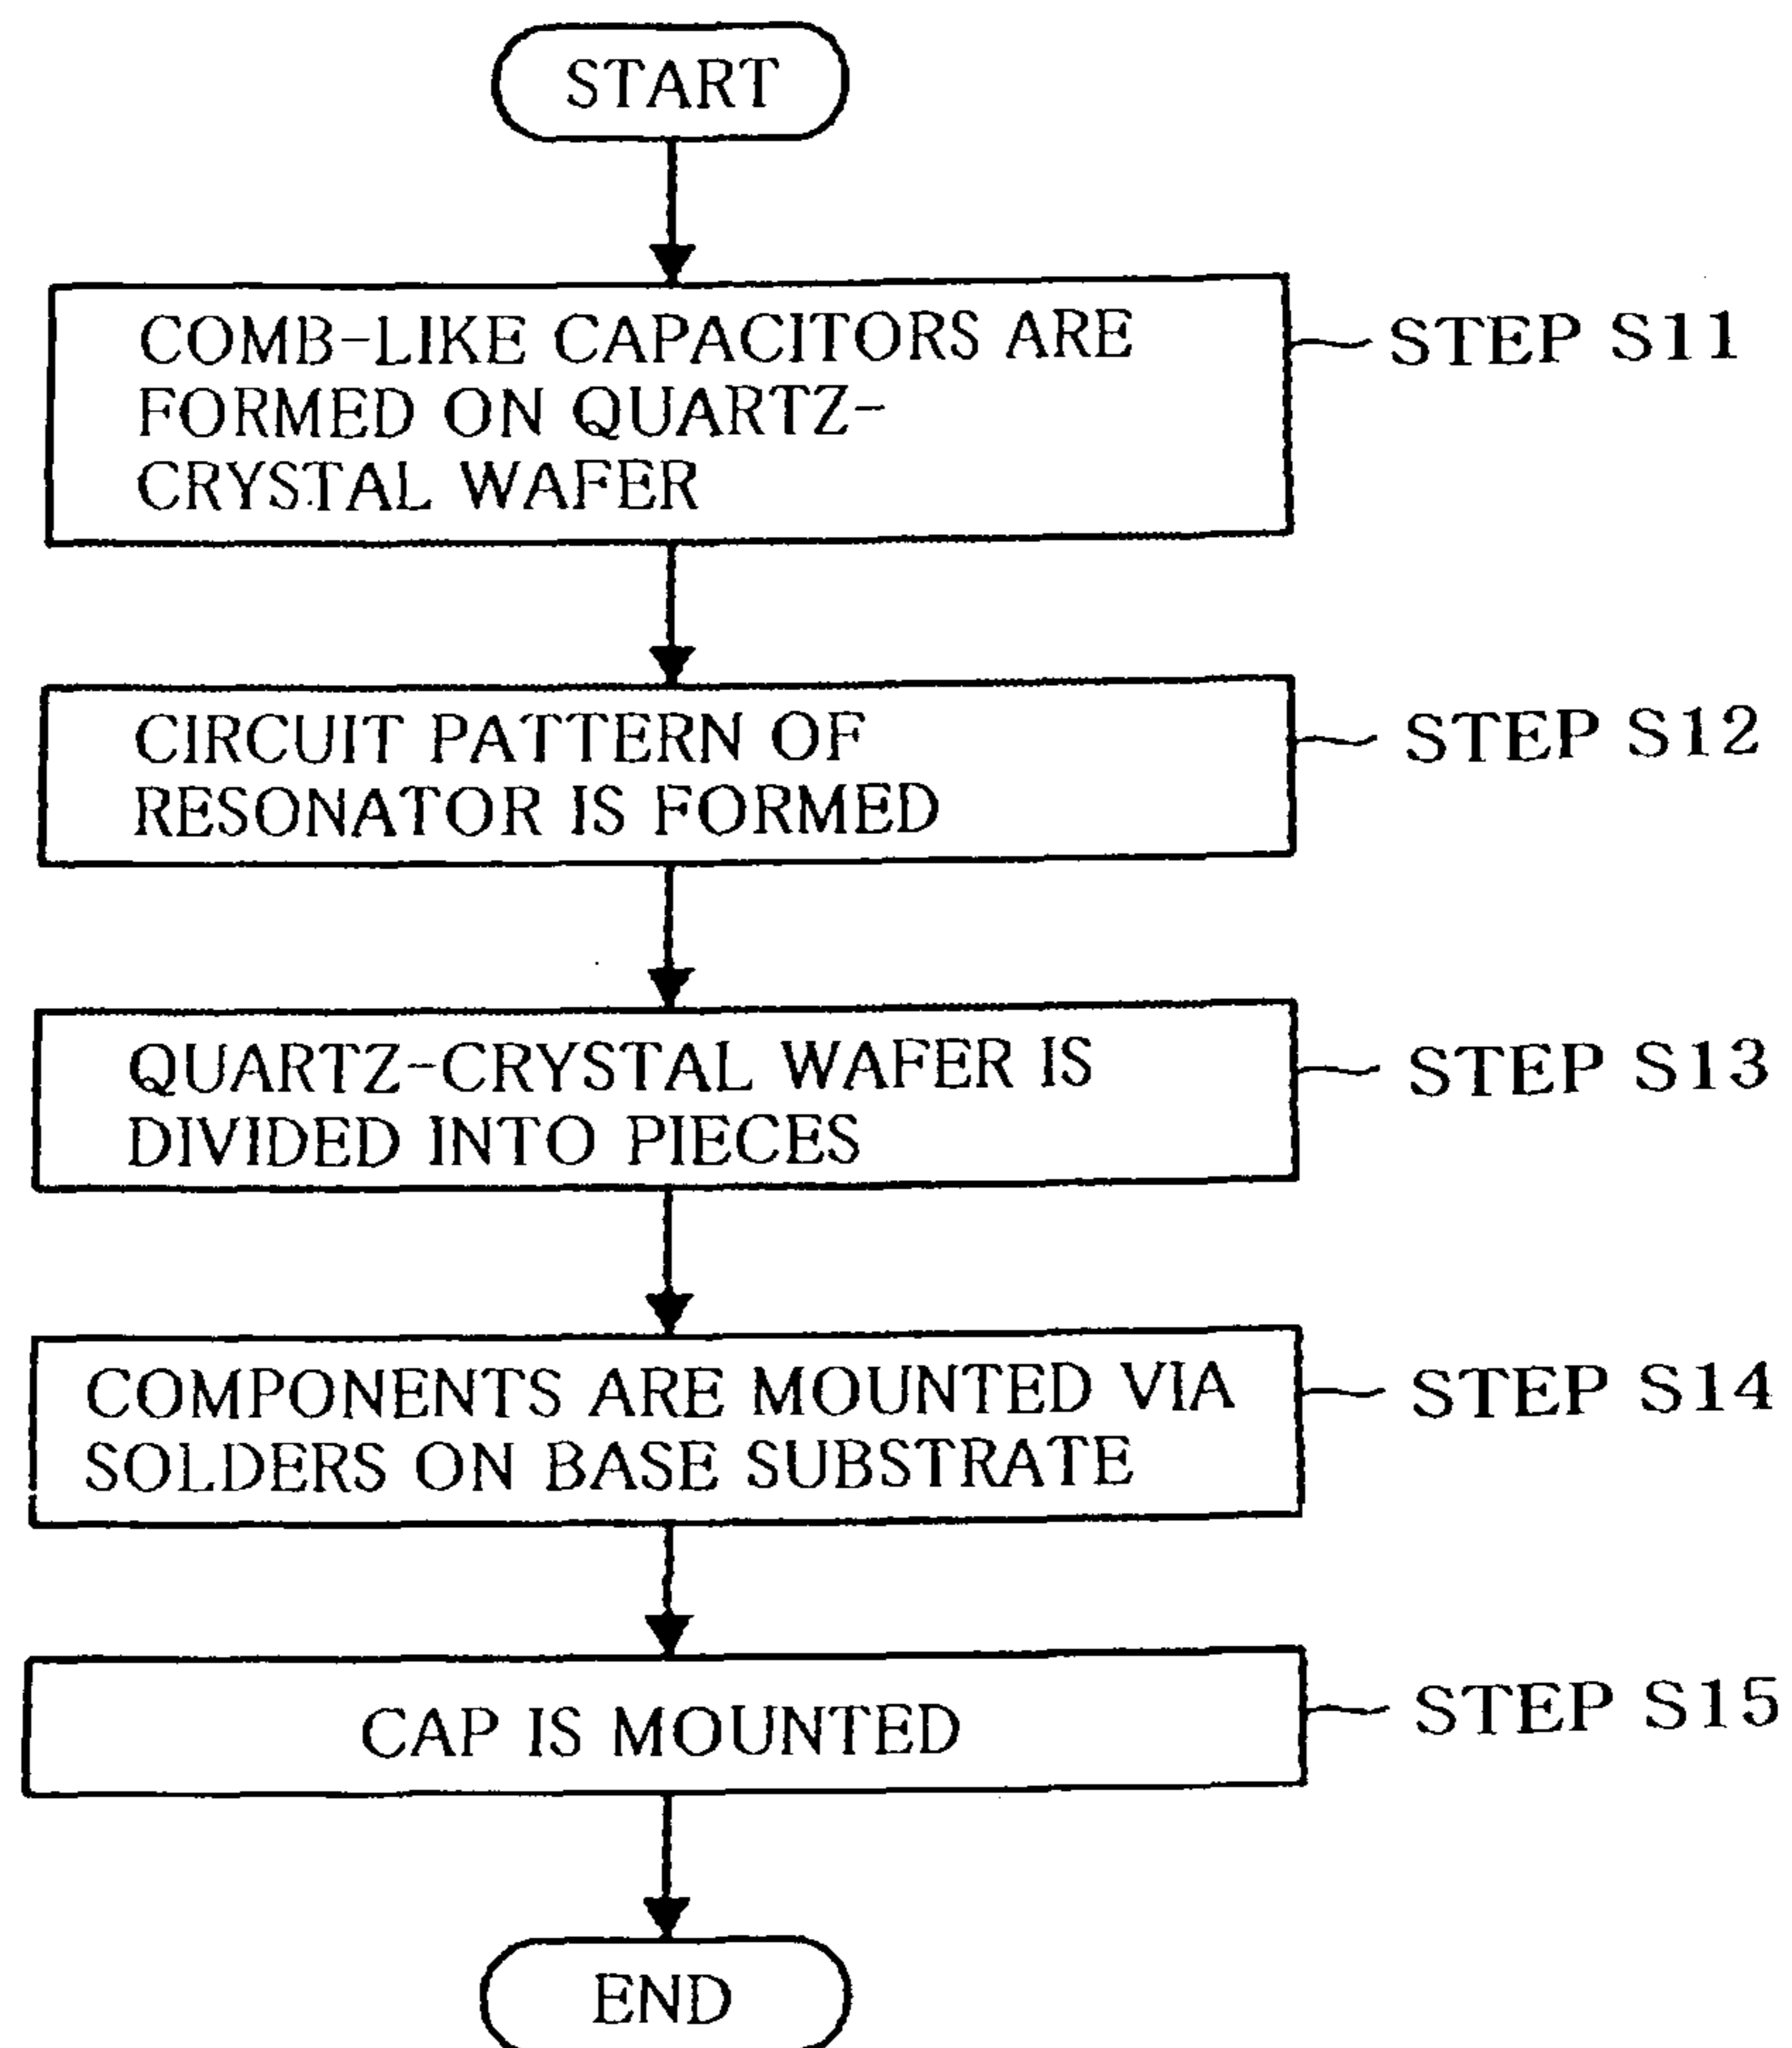 START
COMB-LIKE CAPACITORS ARE
FORMED ON QUARTZ-
CRYSTAL WAFER
STEP S11
CIRCUIT PATTERN OF
RESONATOR IS FORMED
STEP S12
QUARTZ-CRYSTAL WAFER IS
DIVIDED INTO PIECES
STEP S13
COMPONENTS ARE MOUNTED VIA
SOLDERS ON BASE SUBSTRATE
STEP S14
CAP IS MOUNTED
STEP S15
END